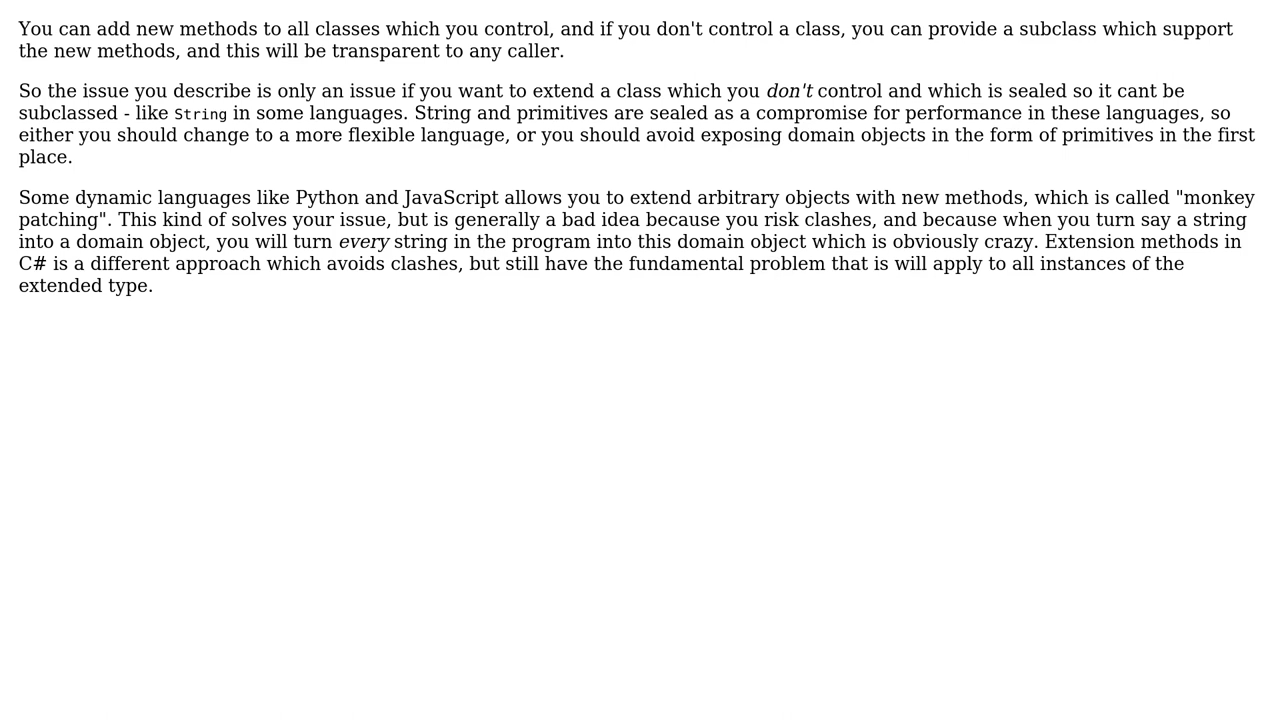 You can add new methods to all classes which you control, and if you don't control a class, you can provide a subclass which support
the new methods, and this will be transparent to any caller.
So the issue you describe is only an issue if you want to extend a class which you don't control and which is sealed so it cant be
subclassed - like String in some languages. String and primitives are sealed as a compromise for performance in these languages, so
either you should change to a more flexible language, or you should avoid exposing domain objects in the form of primitives in the first
place.
Some dynamic languages like Python and JavaScript allows you to extend arbitrary objects with new methods, which is called "monkey
patching". This kind of solves your issue, but is generally a bad idea because you risk clashes, and because when you turn say a string
into a domain object, you will turn every string in the program into this domain object which is obviously crazy. Extension methods in
C# is a different approach which avoids clashes, but still have the fundamental problem that is will apply to all instances of the
extended type.